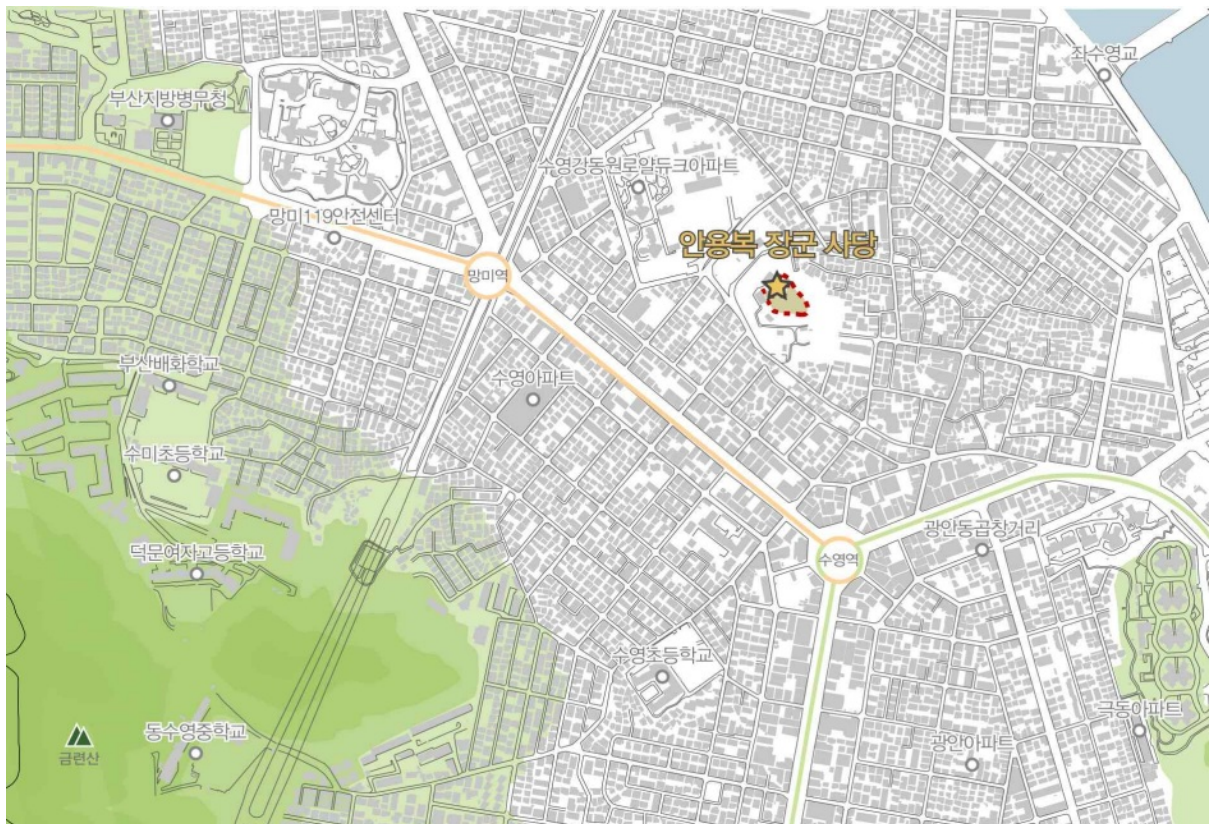 좌수영교
부산지방병무청
수영강동원로얄듀크아파트
망미119안전센터
안용복 장군 사당
망미역
부산배화학교
수영아파트
수미초등학교
광안동곱창거리
덕문여자고등학교
수영역
수영초등학교
극동아파트
동수영중학교
광안아파트
금련산